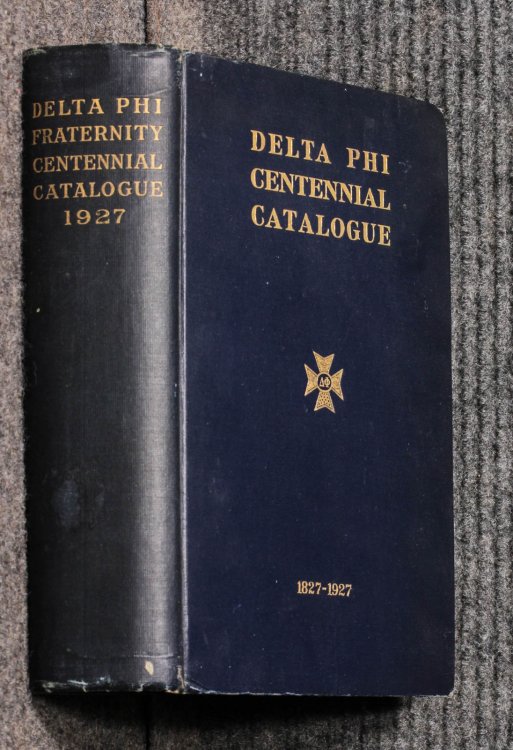 DELTA PHI
FRATERNITY
CENTENNIAL
CATALOGUE
1927
DELTA PHI
CENTENNIAL
CATALOGUE
ΔΦ
1827-1927